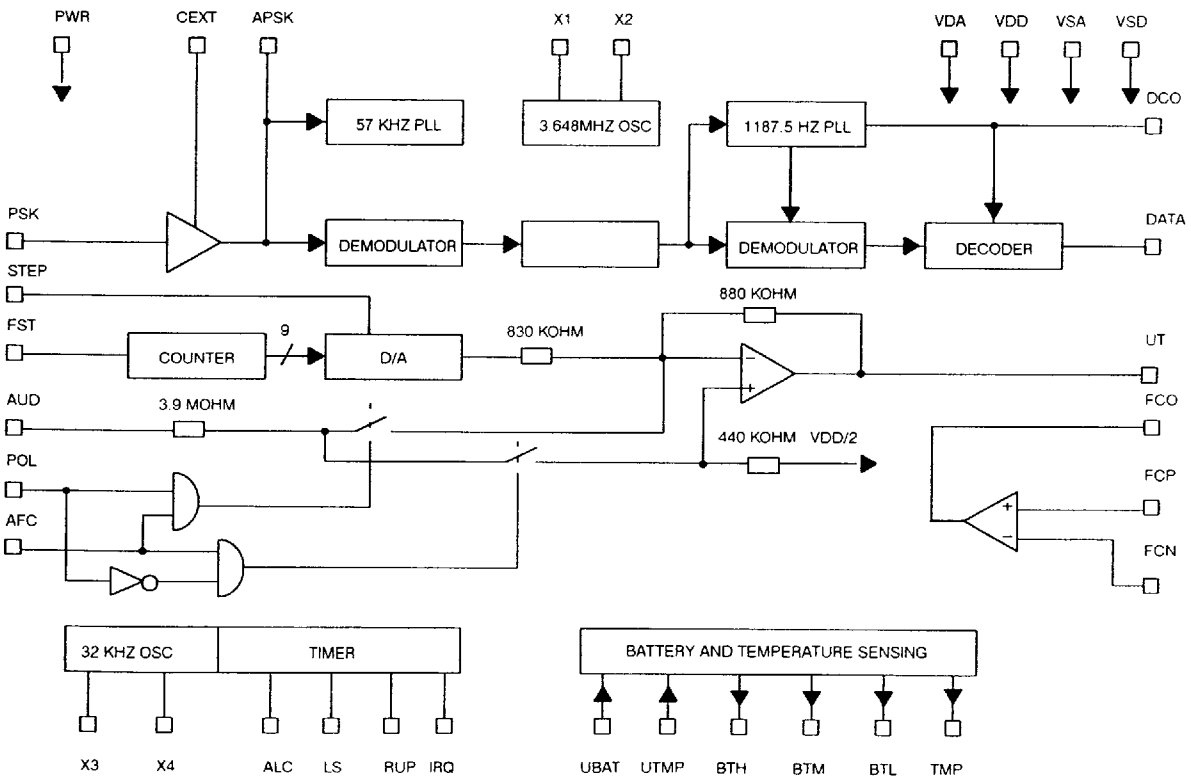 PWR
CEXT
APSK
X1
X2
VDA
VDD
VSA
VSD
DCO
57 KHZ PLL
3.648MHZ OSC
1187.5 HZ PLL
PSK
DEMODULATOR
DEMODULATOR
DECODER
DATA
STEP
880 KOHM
FST
COUNTER
9
D/A
830 KOHM
−
+
UT
AUD
3.9 MOHM
FCO
440 KOHM VDD/2
POL
FCP
+
−
AFC
FCN
32 KHZ OSC
TIMER
BATTERY AND TEMPERATURE SENSING
X3
X4
ALC
LS
RUP
IRQ
UBAT
UTMP
BTH
BTM
BTL
TMP